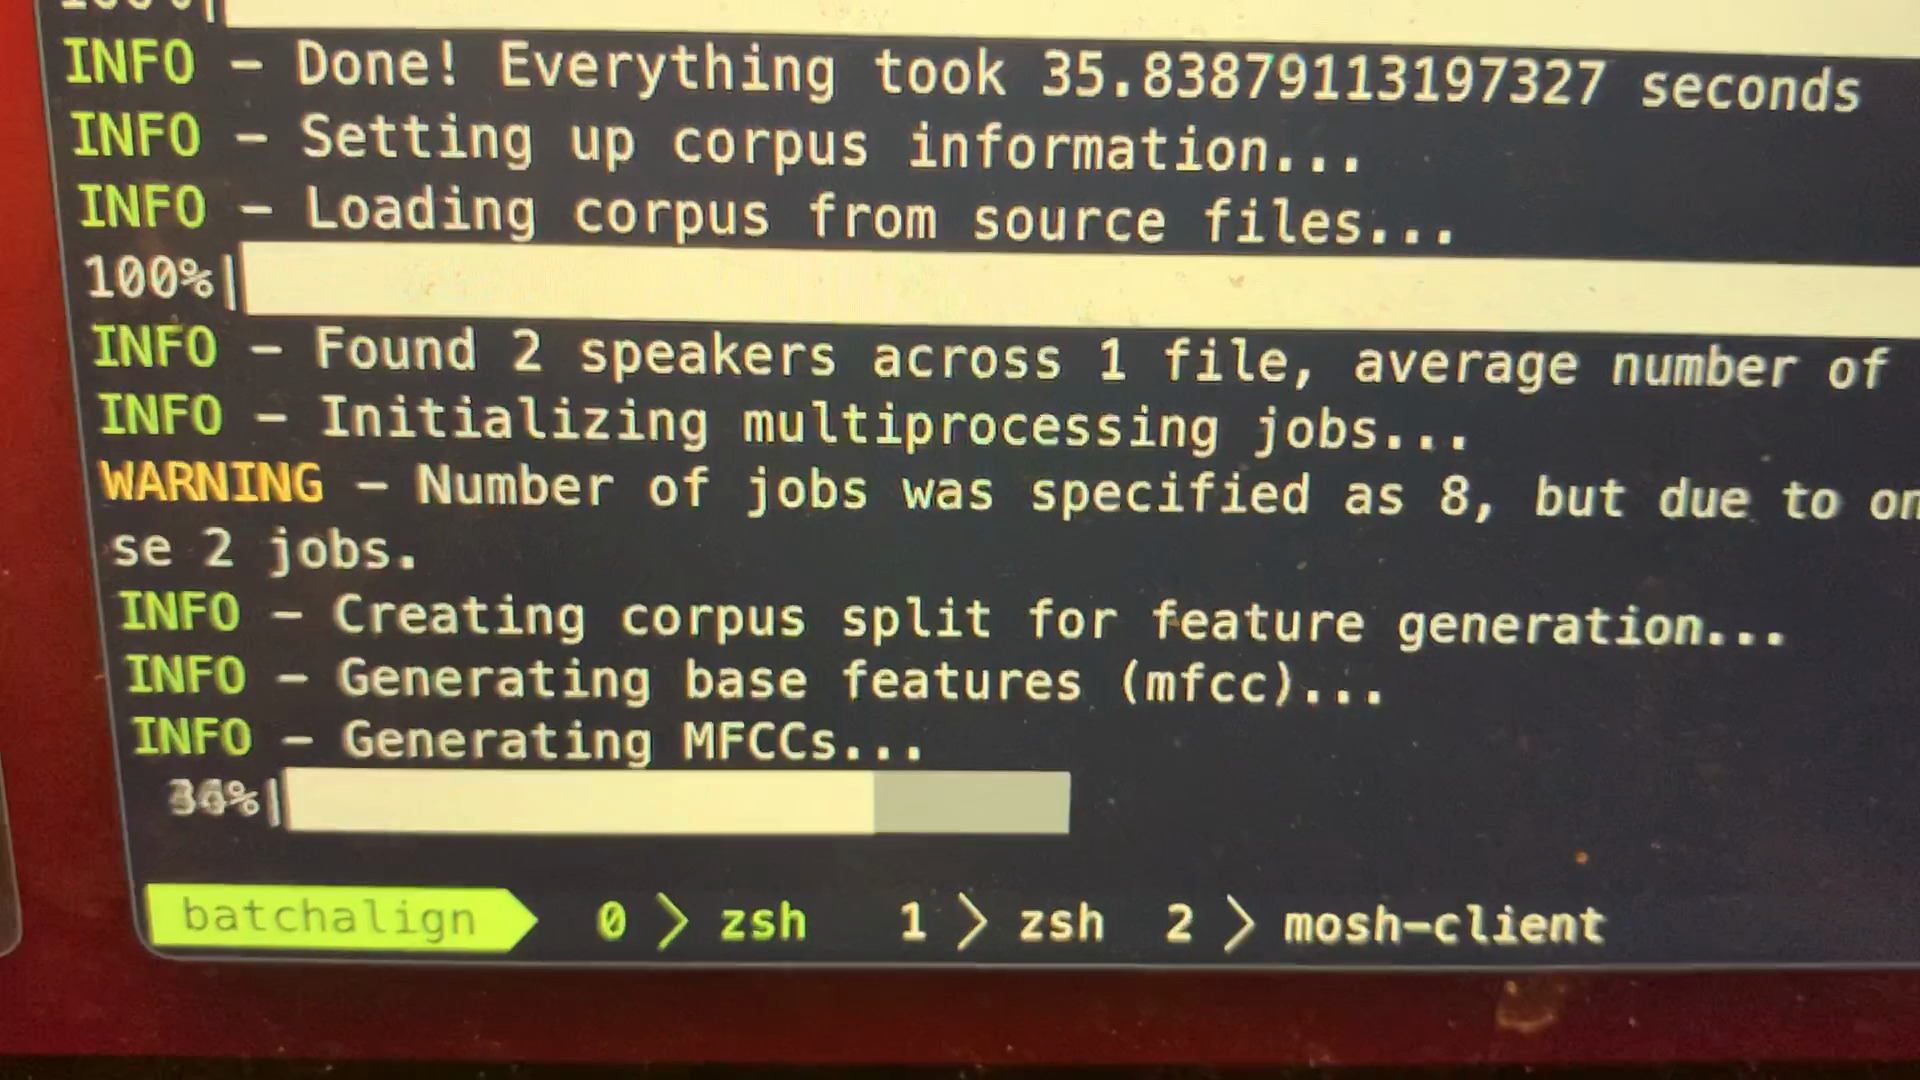 INFO - Done! Everything took 35.83879113197327 seconds
INFO - Setting up corpus information...
INFO - Loading corpus from source files...
100%|
INFO - Found 2 speakers across 1 file, average number of
INFO - Initializing multiprocessing jobs...
WARNING - Number of jobs was specified as 8, but due to on
se 2 jobs.
INFO - Creating corpus split for feature generation...
INFO - Generating base features (mfcc)...
INFO - Generating MFCCs...
batchalign 0 > zsh 1 > zsh 2 > mosh-client